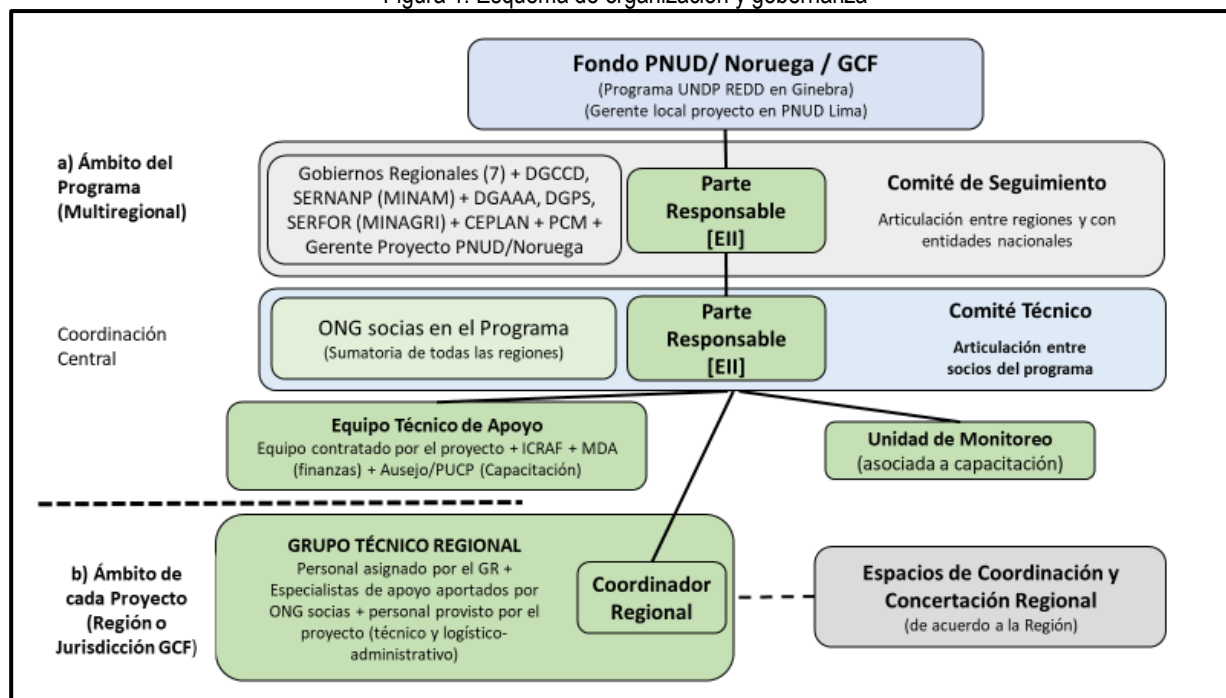 Figura 1. Esquema de organización y gobernanza
Fondo PNUD/ Noruega / GCF
(Programa UNDP REDD en Ginebra)
(Gerente local proyecto en PNUD Lima)
a) Ámbito del
Programa
(Multiregional)
Gobiernos Regionales (7) + DGCCD,
SERNANP (MINAM) + DGAAA, DGPS,
SERFOR (MINAGRI) + CEPLAN + PCM +
Gerente Proyecto PNUD/Noruega
Parte
Responsable
[EII]
Comité de Seguimiento
Articulación entre regiones y con
entidades nacionales
Coordinación
Central
ONG socias en el Programa
(Sumatoria de todas las regiones)
Parte
Responsable
[EII]
Comité Técnico
Articulación entre
socios del programa
Equipo Técnico de Apoyo
Equipo contratado por el proyecto + ICRAF + MDA
(finanzas) + Ausejo/PUCP (Capacitación)
Unidad de Monitoreo
(asociada a capacitación)
b) Ámbito de
cada Proyecto
(Región o
Jurisdicción GCF)
GRUPO TÉCNICO REGIONAL
Personal asignado por el GR +
Especialistas de apoyo aportados por
ONG socias + personal provisto por el
proyecto (técnico y logístico-
administrativo)
Coordinador
Regional
Espacios de Coordinación y
Concertación Regional
(de acuerdo a la Región)